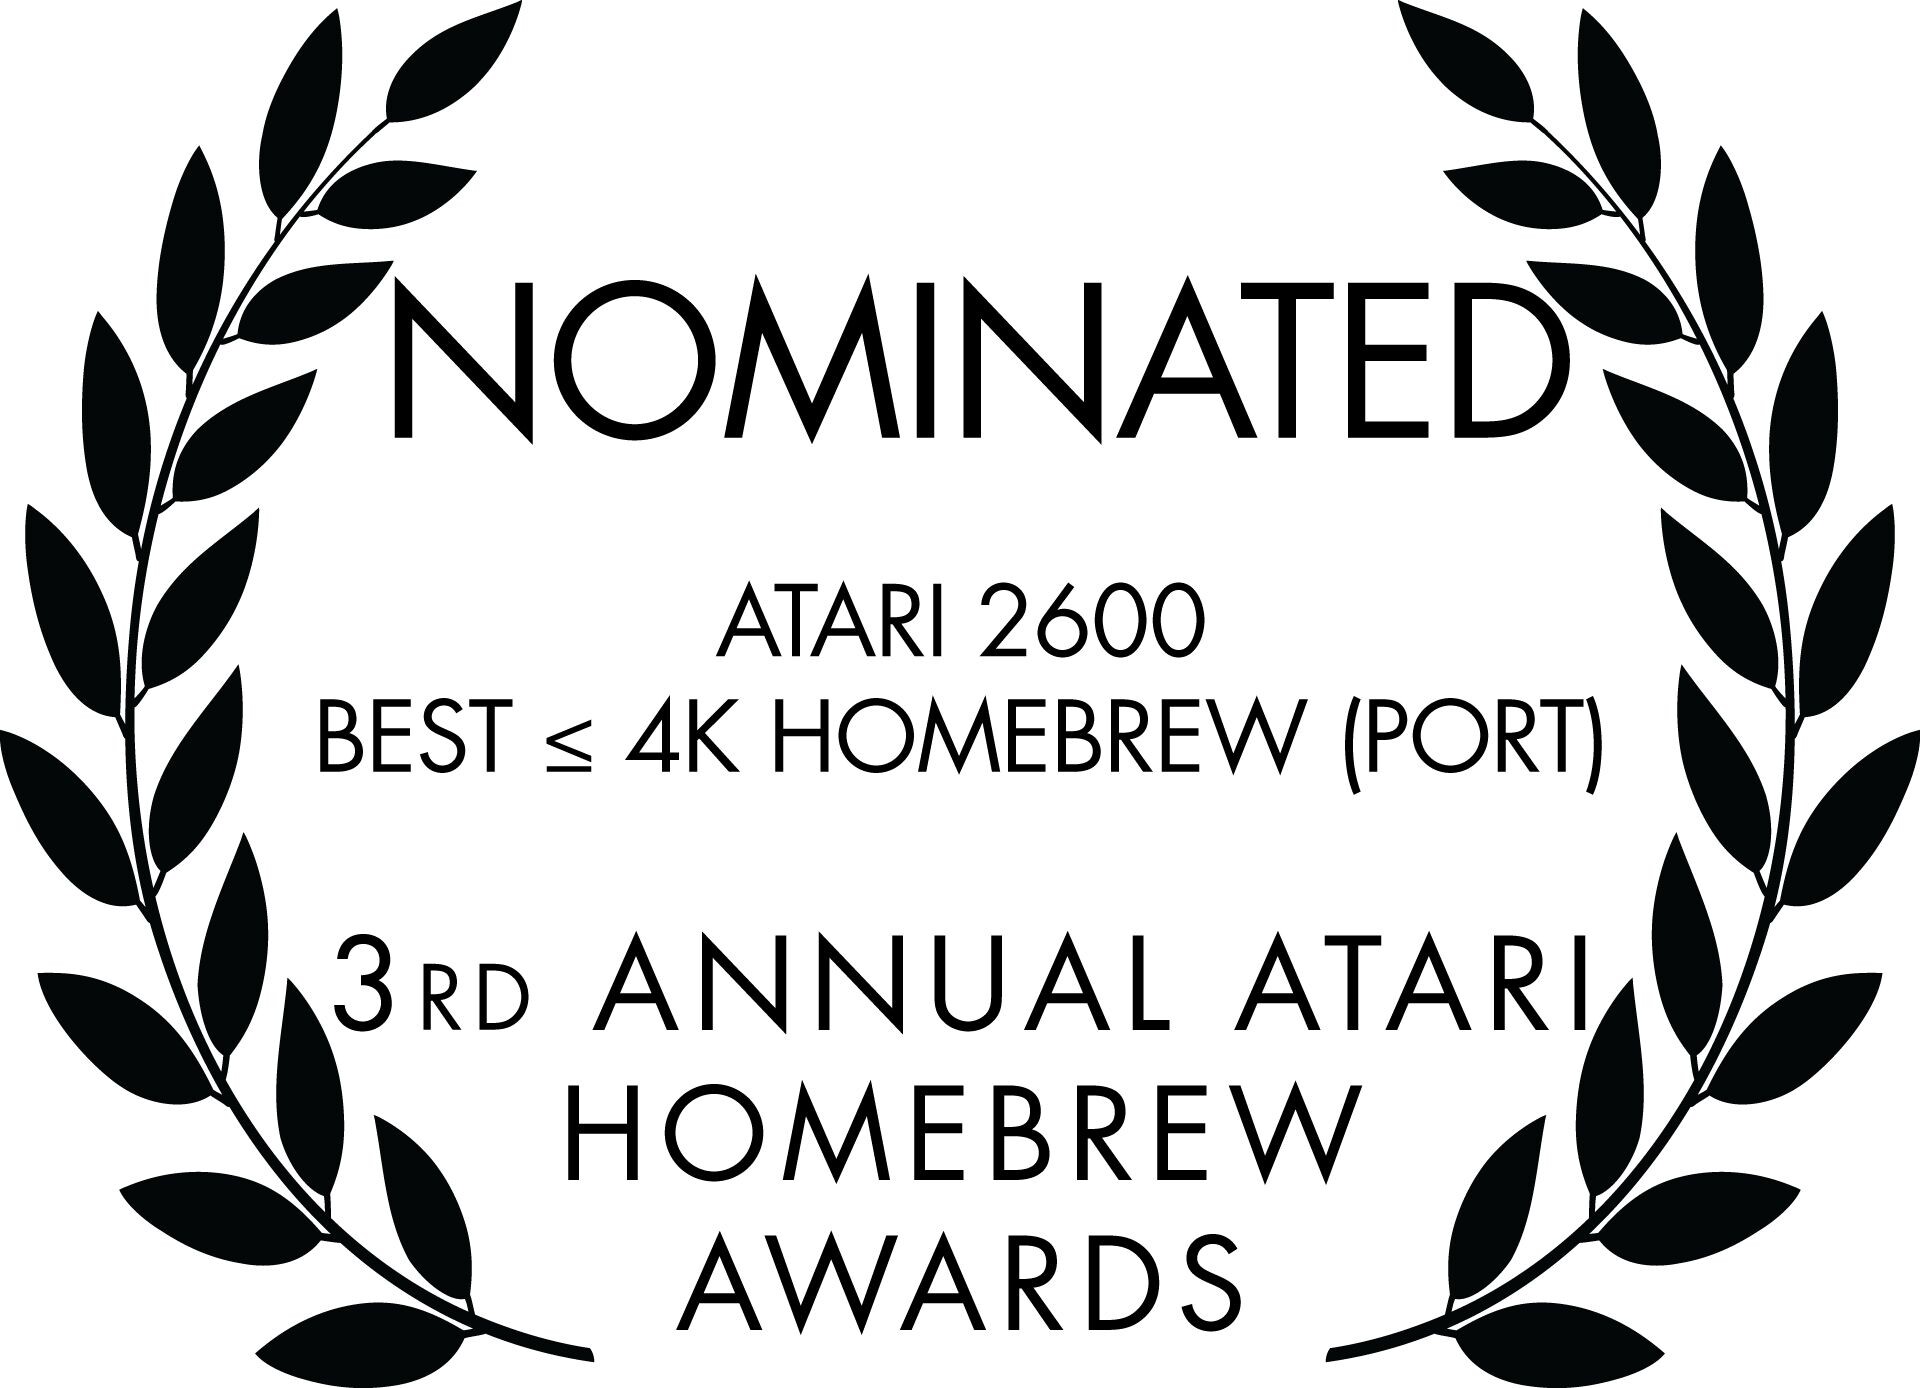 NOMINATED
ATARI 2600
BEST ≤ 4K HOMEBREW (PORT)
3RD ANNUAL ATARI
HOMEBREW
AWARDS